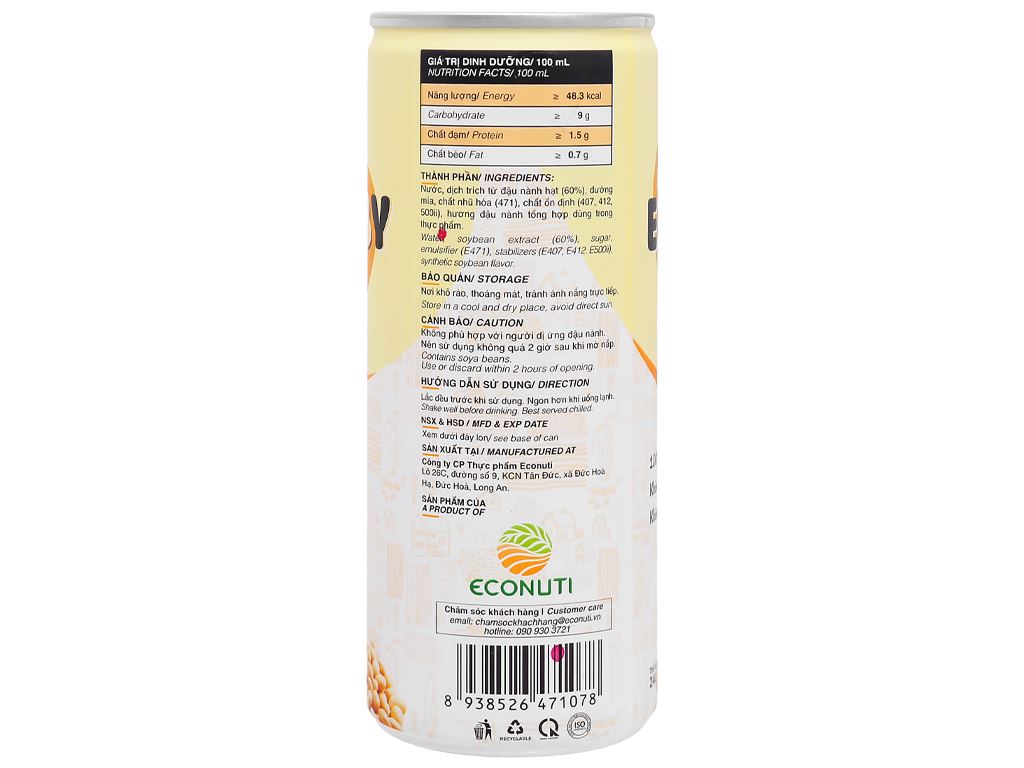 GIÁ TRỊ DINH DƯỠNG/ 100 mL
NUTRITION FACTS/ 100 mL
Năng lượng/ Energy ≥ 48.3 kcal
Carbohydrate ≥ 9 g
Chất đạm/ Protein ≥ 1.5 g
Chất béo/ Fat ≥ 0.7 g
THÀNH PHẦN/ INGREDIENTS:
Nước, dịch trích từ đậu nành hạt (60%), đường
mía, chất nhũ hóa (471), chất ổn định (407, 412,
500ii), hương đậu nành tổng hợp dùng trong
thực phẩm.
Water, soybean extract (60%), sugar,
emulsifier (E471), stabilizers (E407, E412, E500ii),
synthetic soybean flavor.
BẢO QUẢN/ STORAGE
Nơi khô ráo, thoáng mát, tránh ánh nắng trực tiếp.
Store in a cool and dry place, avoid direct sun
CẢNH BÁO/ CAUTION
Không phù hợp với người dị ứng đậu nành.
Nên sử dụng không quá 2 giờ sau khi mở nắp.
Contains soya beans.
Use or discard within 2 hours of opening.
HƯỚNG DẪN SỬ DỤNG/ DIRECTION
Lắc đều trước khi sử dụng. Ngon hơn khi uống lạnh.
Shake well before drinking. Best served chilled.
NSX & HSD / MFD & EXP DATE
Xem dưới đáy lon/ see base of can
SẢN XUẤT TẠI / MANUFACTURED AT
Công ty CP Thực phẩm Econuti
Lô 26C, đường số 9, KCN Tân Đức, xã Đức Hoà
Hạ, Đức Hoà, Long An.
SẢN PHẨM CỦA
A PRODUCT OF
ECONUTI
Chăm sóc khách hàng I Customer care
email: chamsockhachhang@econuti.vn
hotline: 090 930 3721
8 938526 471078
RECYCLABLE
ISO